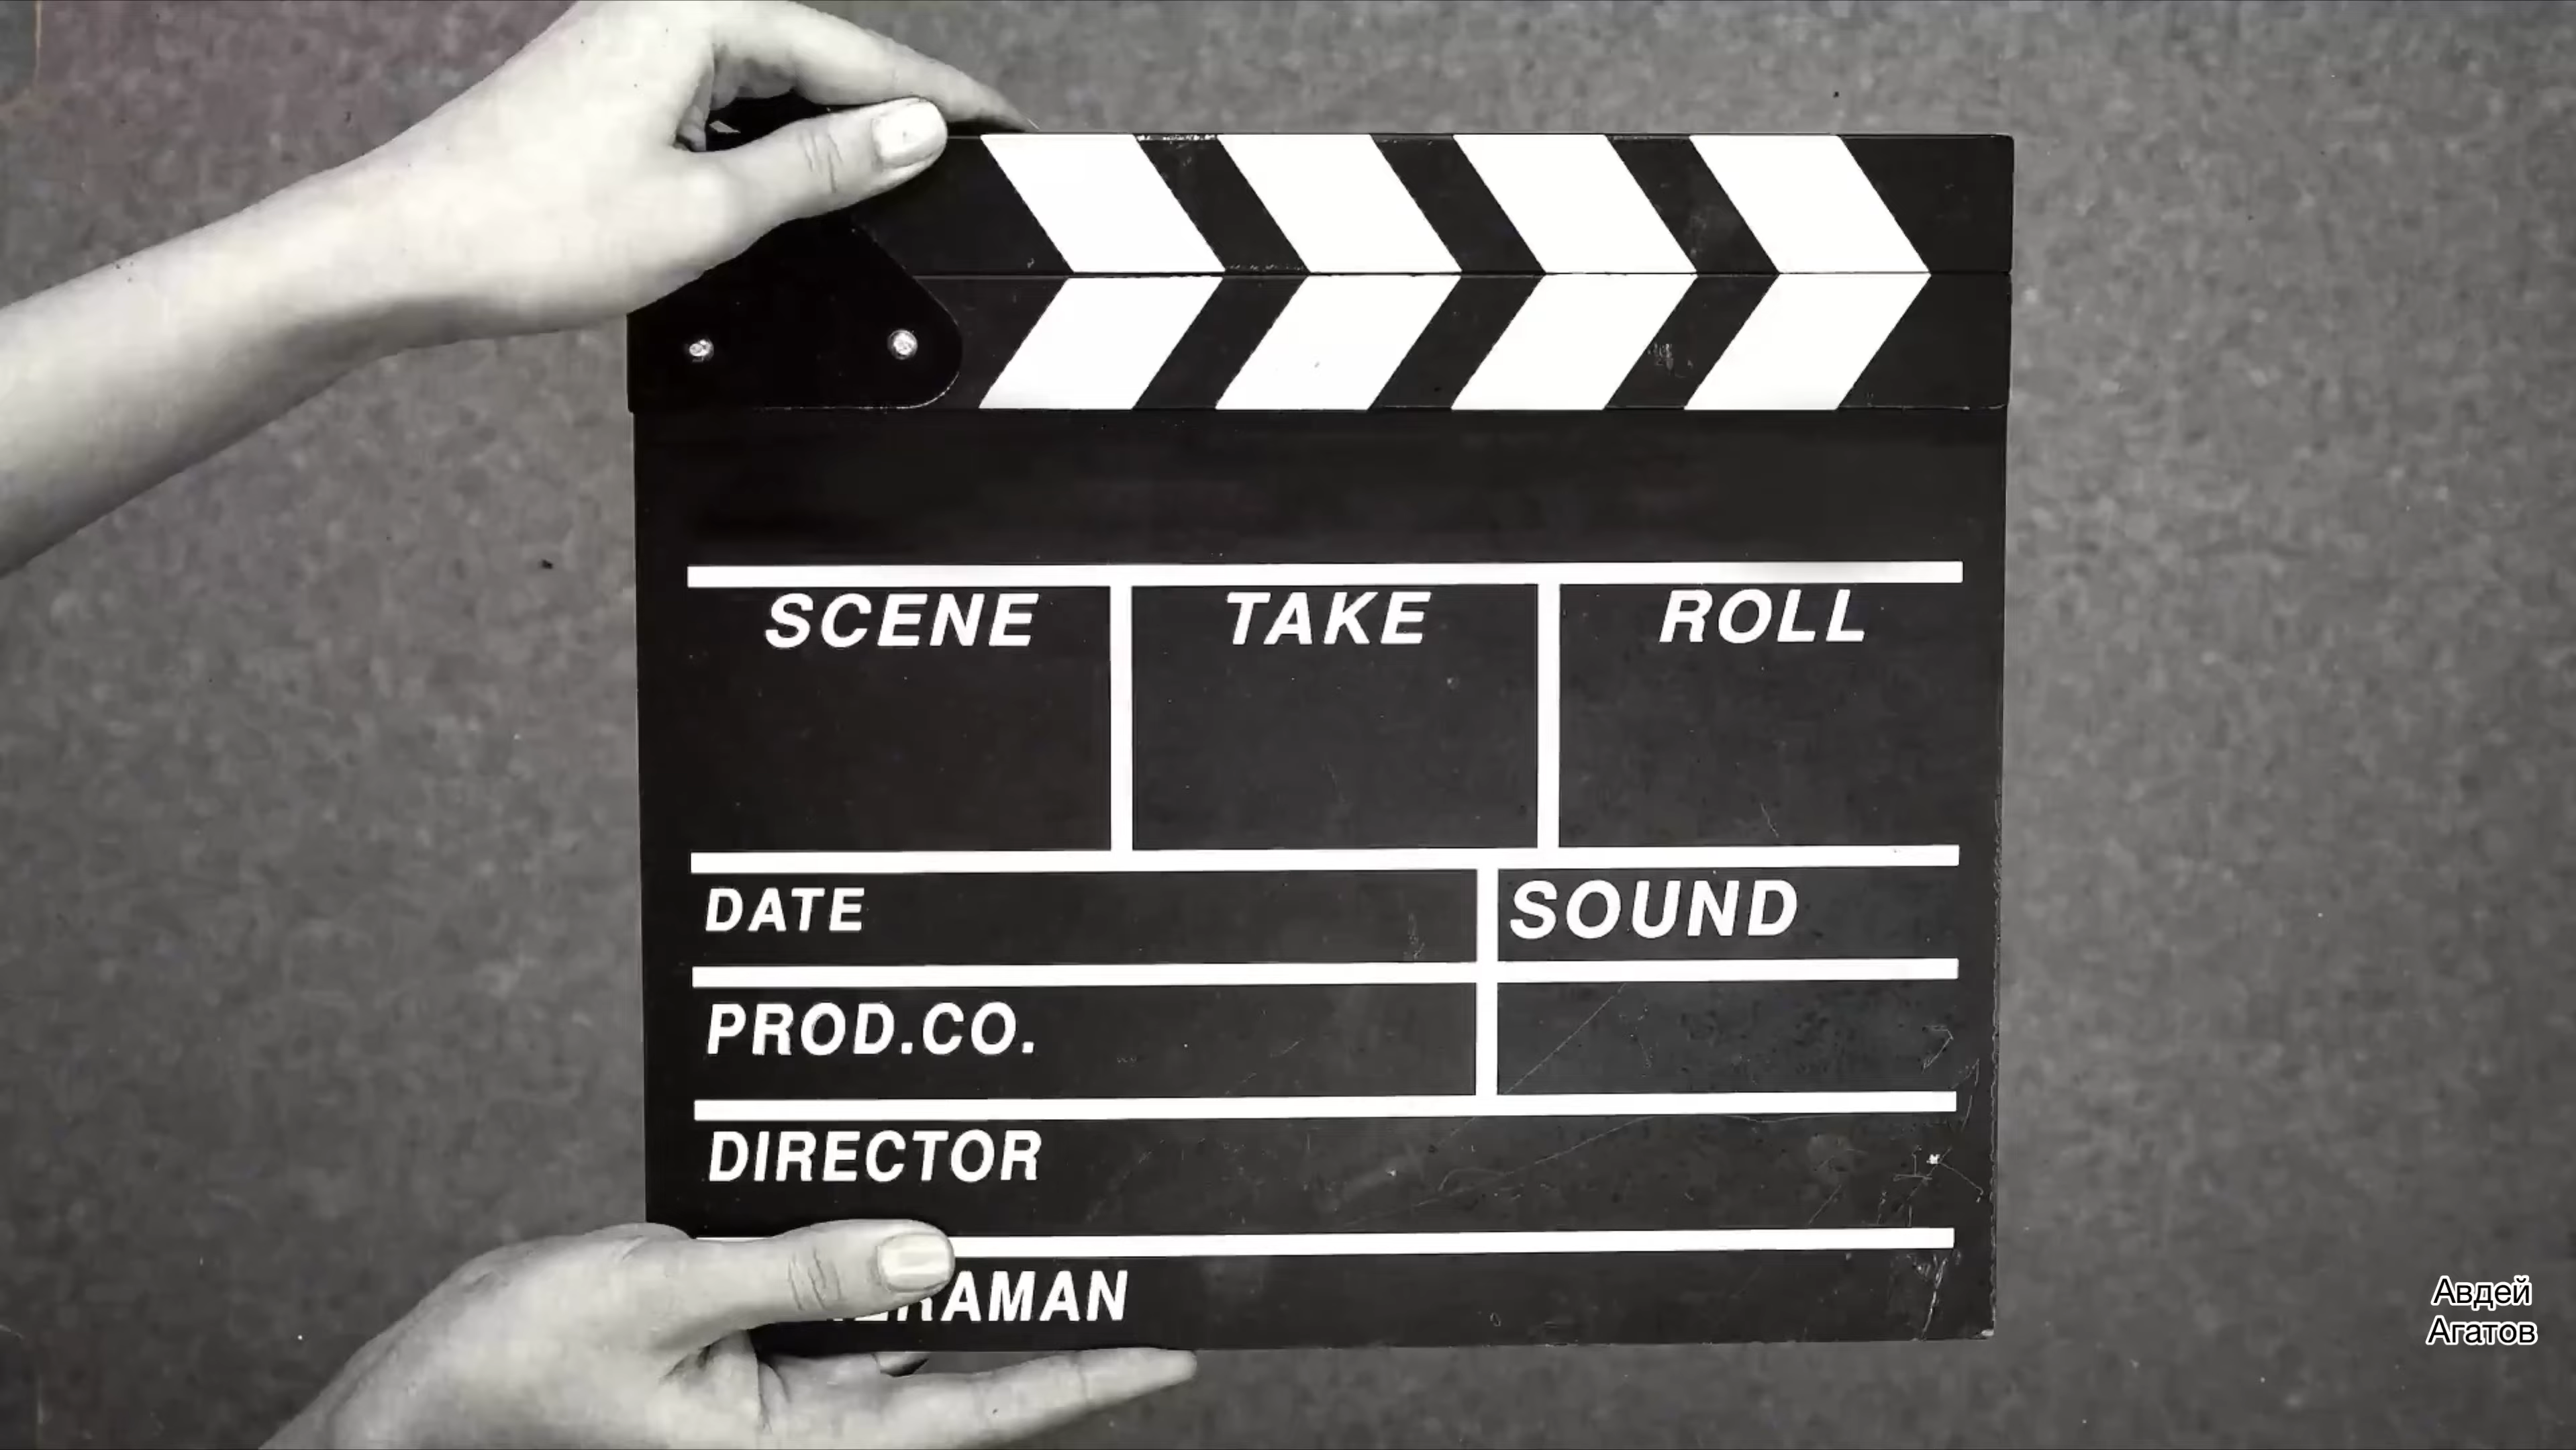 SCENE TAKE ROLL
DATE SOUND
PROD.CO.
DIRECTOR
Авдей
Агатов